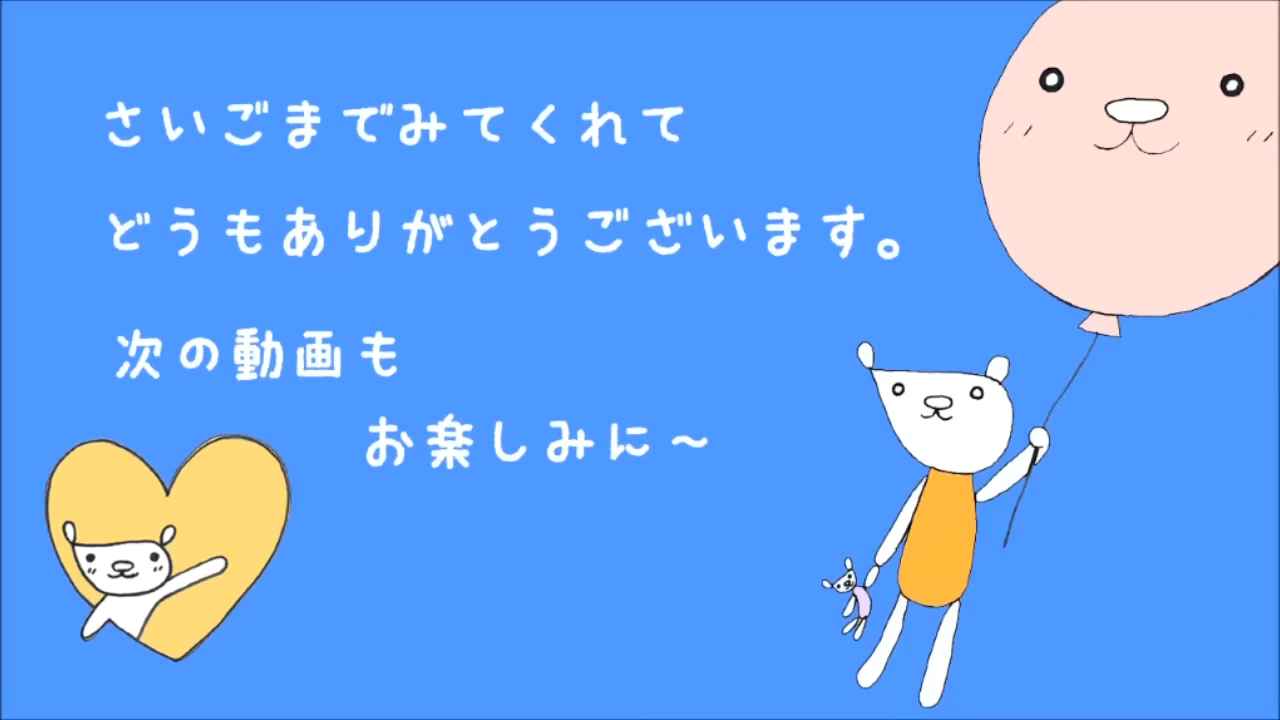 さいごまでみてくれて
どうもありがとうございます。
次の動画も
お楽しみに～